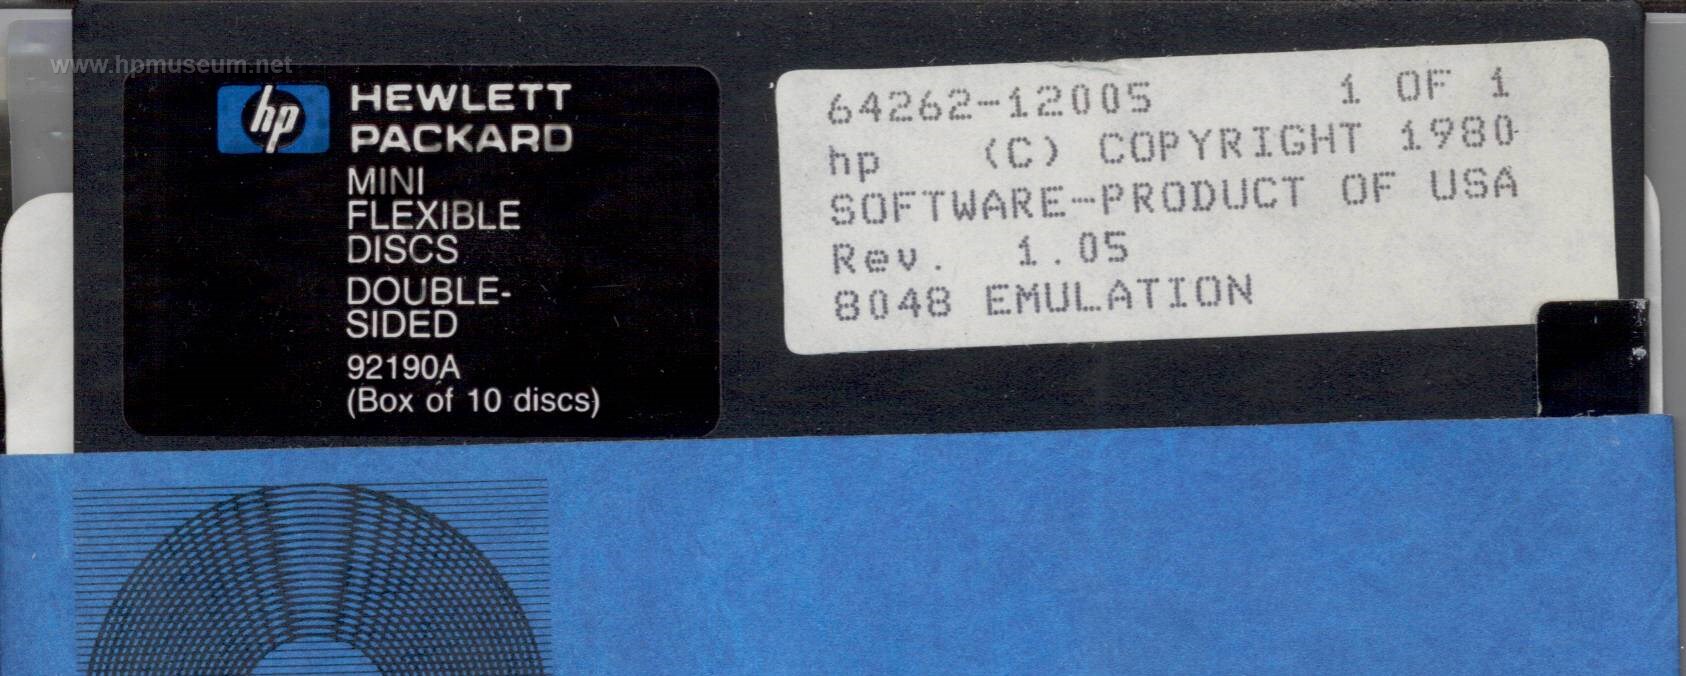 www.hpmuseum.net
hp
HEWLETT
PACKARD
MINI
FLEXIBLE
DISCS
DOUBLE-
SIDED
92190A
(Box of 10 discs)
64262-12005 1 OF 1
hp (C) COPYRIGHT 1980
SOFTWARE-PRODUCT OF USA
Rev. 1.05
8048 EMULATION